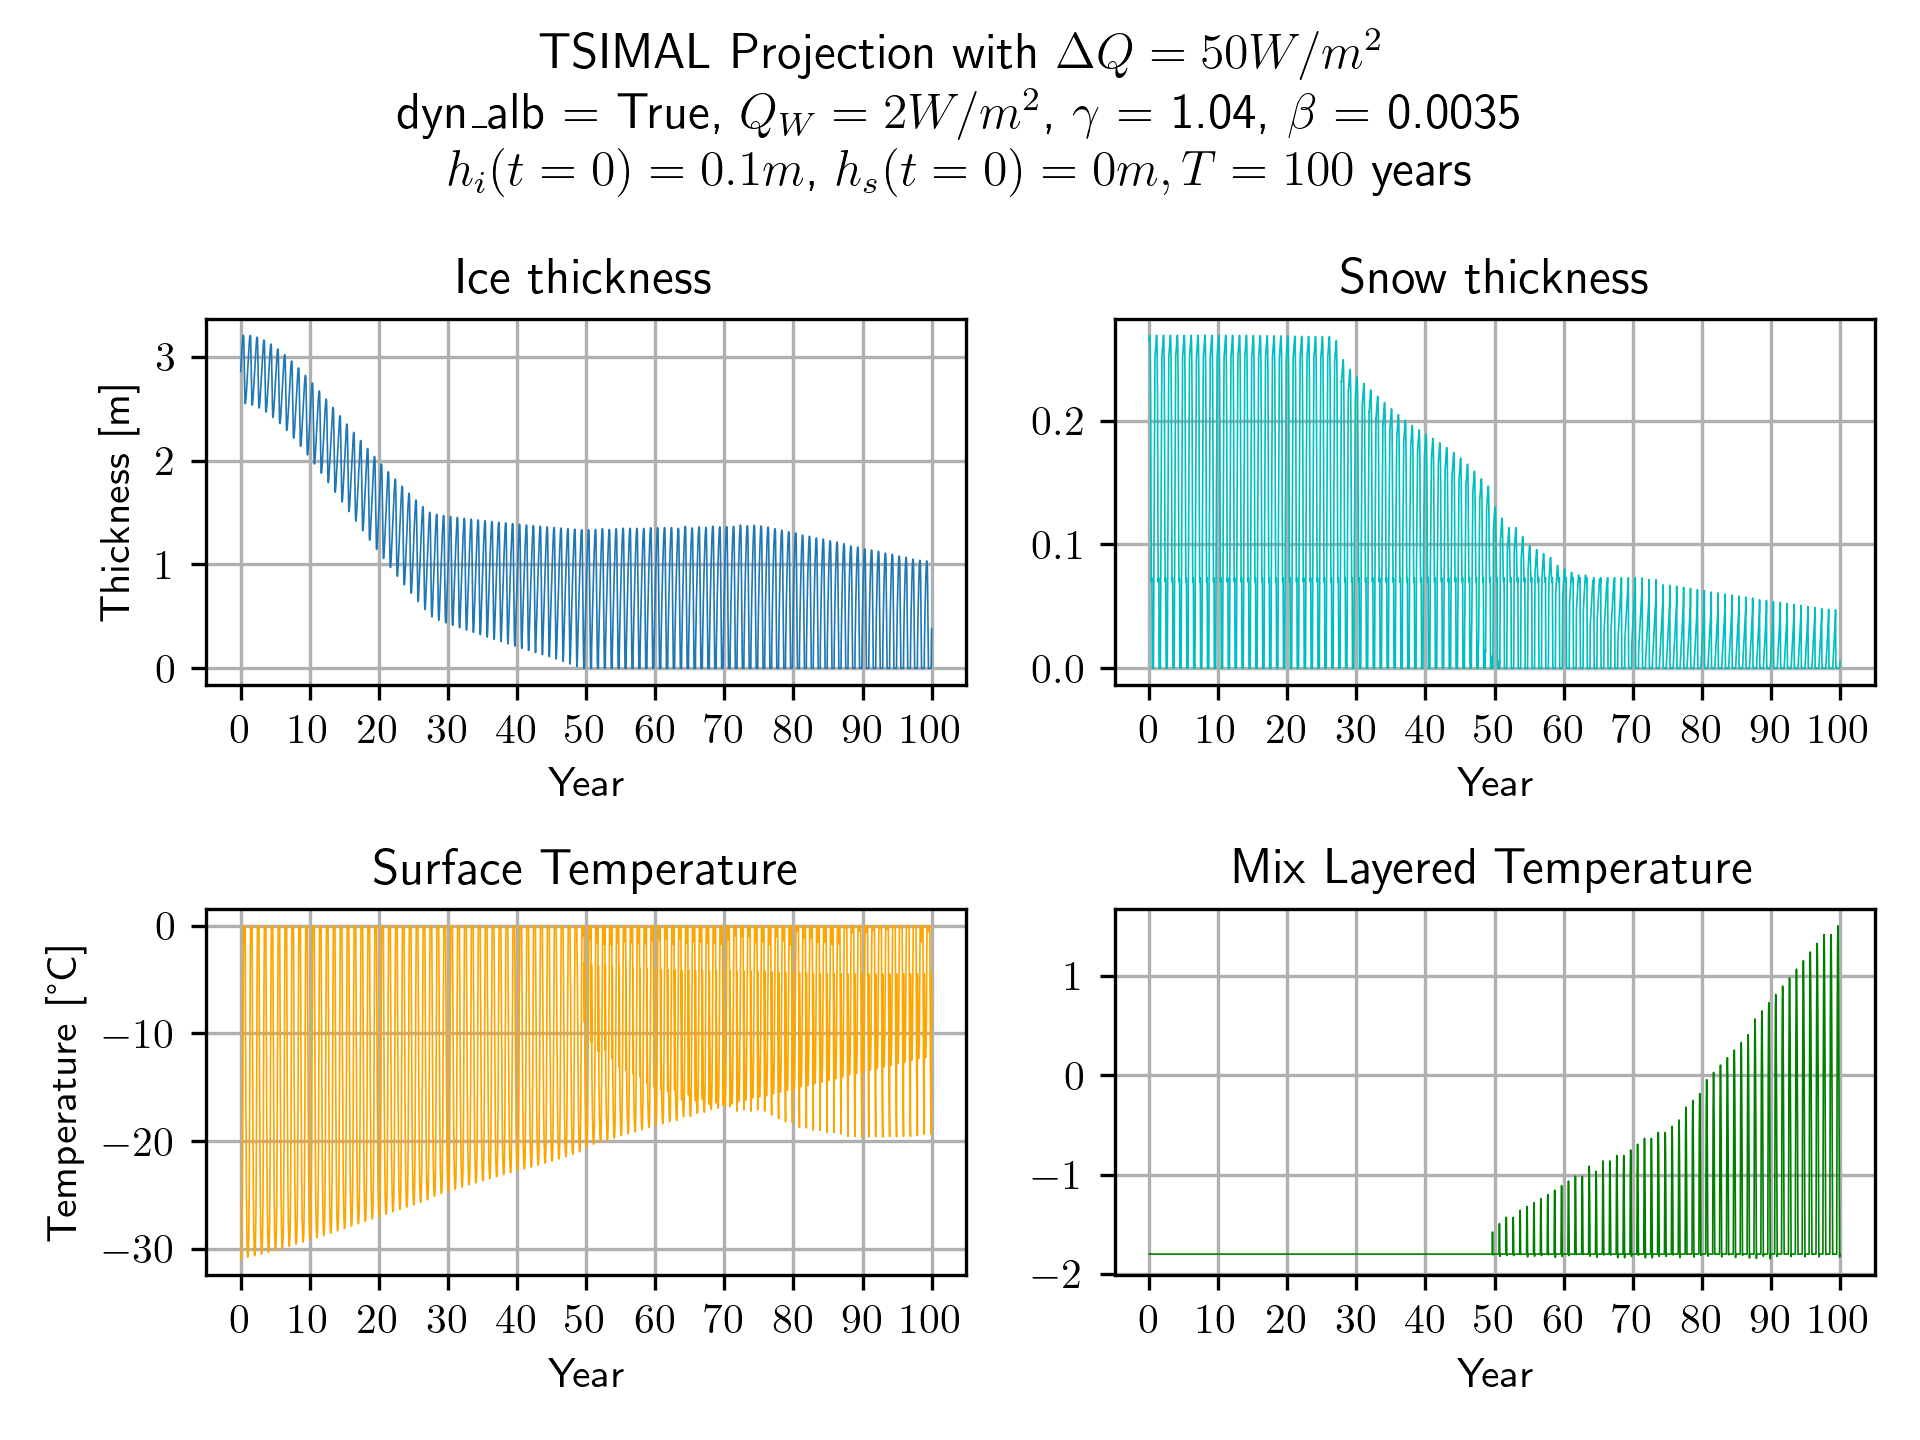 TSIMAL Projection with ΔQ = 50W/m²
dyn_alb = True, Q_W = 2W/m², γ = 1.04, β = 0.0035
h_i(t = 0) = 0.1m, h_s(t = 0) = 0m, T = 100 years
Ice thickness
Thickness [m]
3
2
1
0
0 10 20 30 40 50 60 70 80 90 100
Year
Snow thickness
0.2
0.1
0.0
0 10 20 30 40 50 60 70 80 90 100
Year
Surface Temperature
Temperature [°C]
0
−10
−20
−30
0 10 20 30 40 50 60 70 80 90 100
Year
Mix Layered Temperature
1
0
−1
−2
0 10 20 30 40 50 60 70 80 90 100
Year